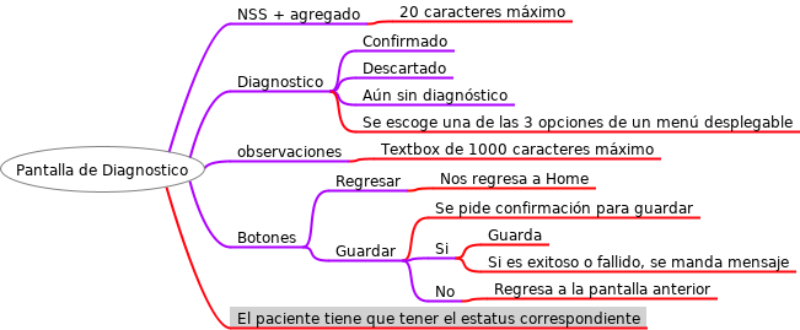 Pantalla de Diagnostico
NSS + agregado
20 caracteres máximo
Diagnostico
Confirmado
Descartado
Aún sin diagnóstico
Se escoge una de las 3 opciones de un menú desplegable
observaciones
Textbox de 1000 caracteres máximo
Botones
Regresar
Nos regresa a Home
Guardar
Se pide confirmación para guardar
Si
Guarda
Si es exitoso o fallido, se manda mensaje
No
Regresa a la pantalla anterior
El paciente tiene que tener el estatus correspondiente